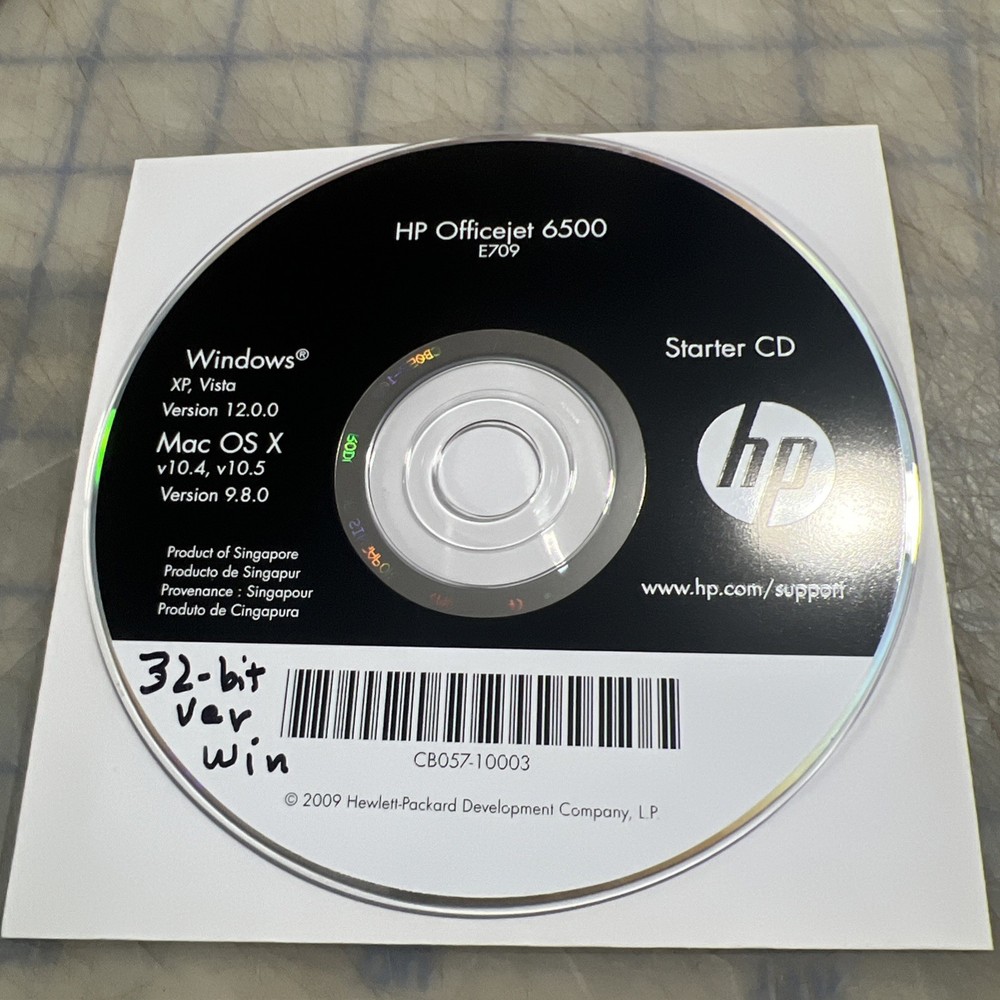 HP Officejet 6500
E709
Windows®
XP, Vista
Version 12.0.0
Mac OS X
v10.4, v10.5
Version 9.8.0
Product of Singapore
Producto de Singapur
Provenance : Singapour
Produto de Cingapura
Starter CD
hp
www.hp.com/support
32-bit
ver
win
CB057-10003
© 2009 Hewlett-Packard Development Company, L.P.